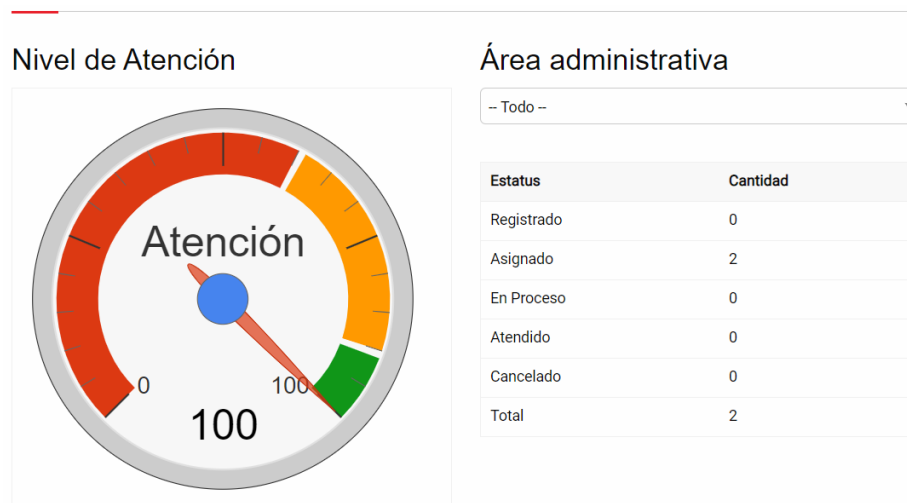 Nivel de Atención
Atención
0
100
100
Área administrativa
-- Todo --
Estatus Cantidad
Registrado 0
Asignado 2
En Proceso 0
Atendido 0
Cancelado 0
Total 2